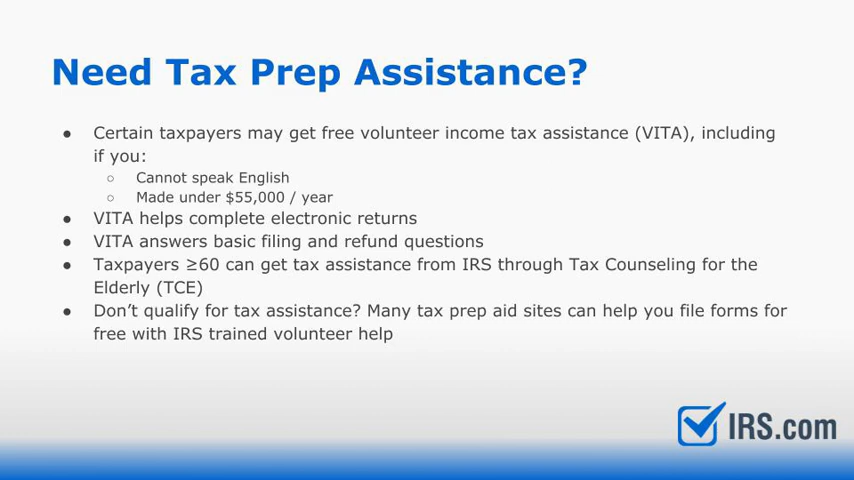 Need Tax Prep Assistance?
● Certain taxpayers may get free volunteer income tax assistance (VITA), including
if you:
○ Cannot speak English
○ Made under $55,000 / year
● VITA helps complete electronic returns
● VITA answers basic filing and refund questions
● Taxpayers ≥60 can get tax assistance from IRS through Tax Counseling for the
Elderly (TCE)
● Don’t qualify for tax assistance? Many tax prep aid sites can help you file forms for
free with IRS trained volunteer help
IRS.com